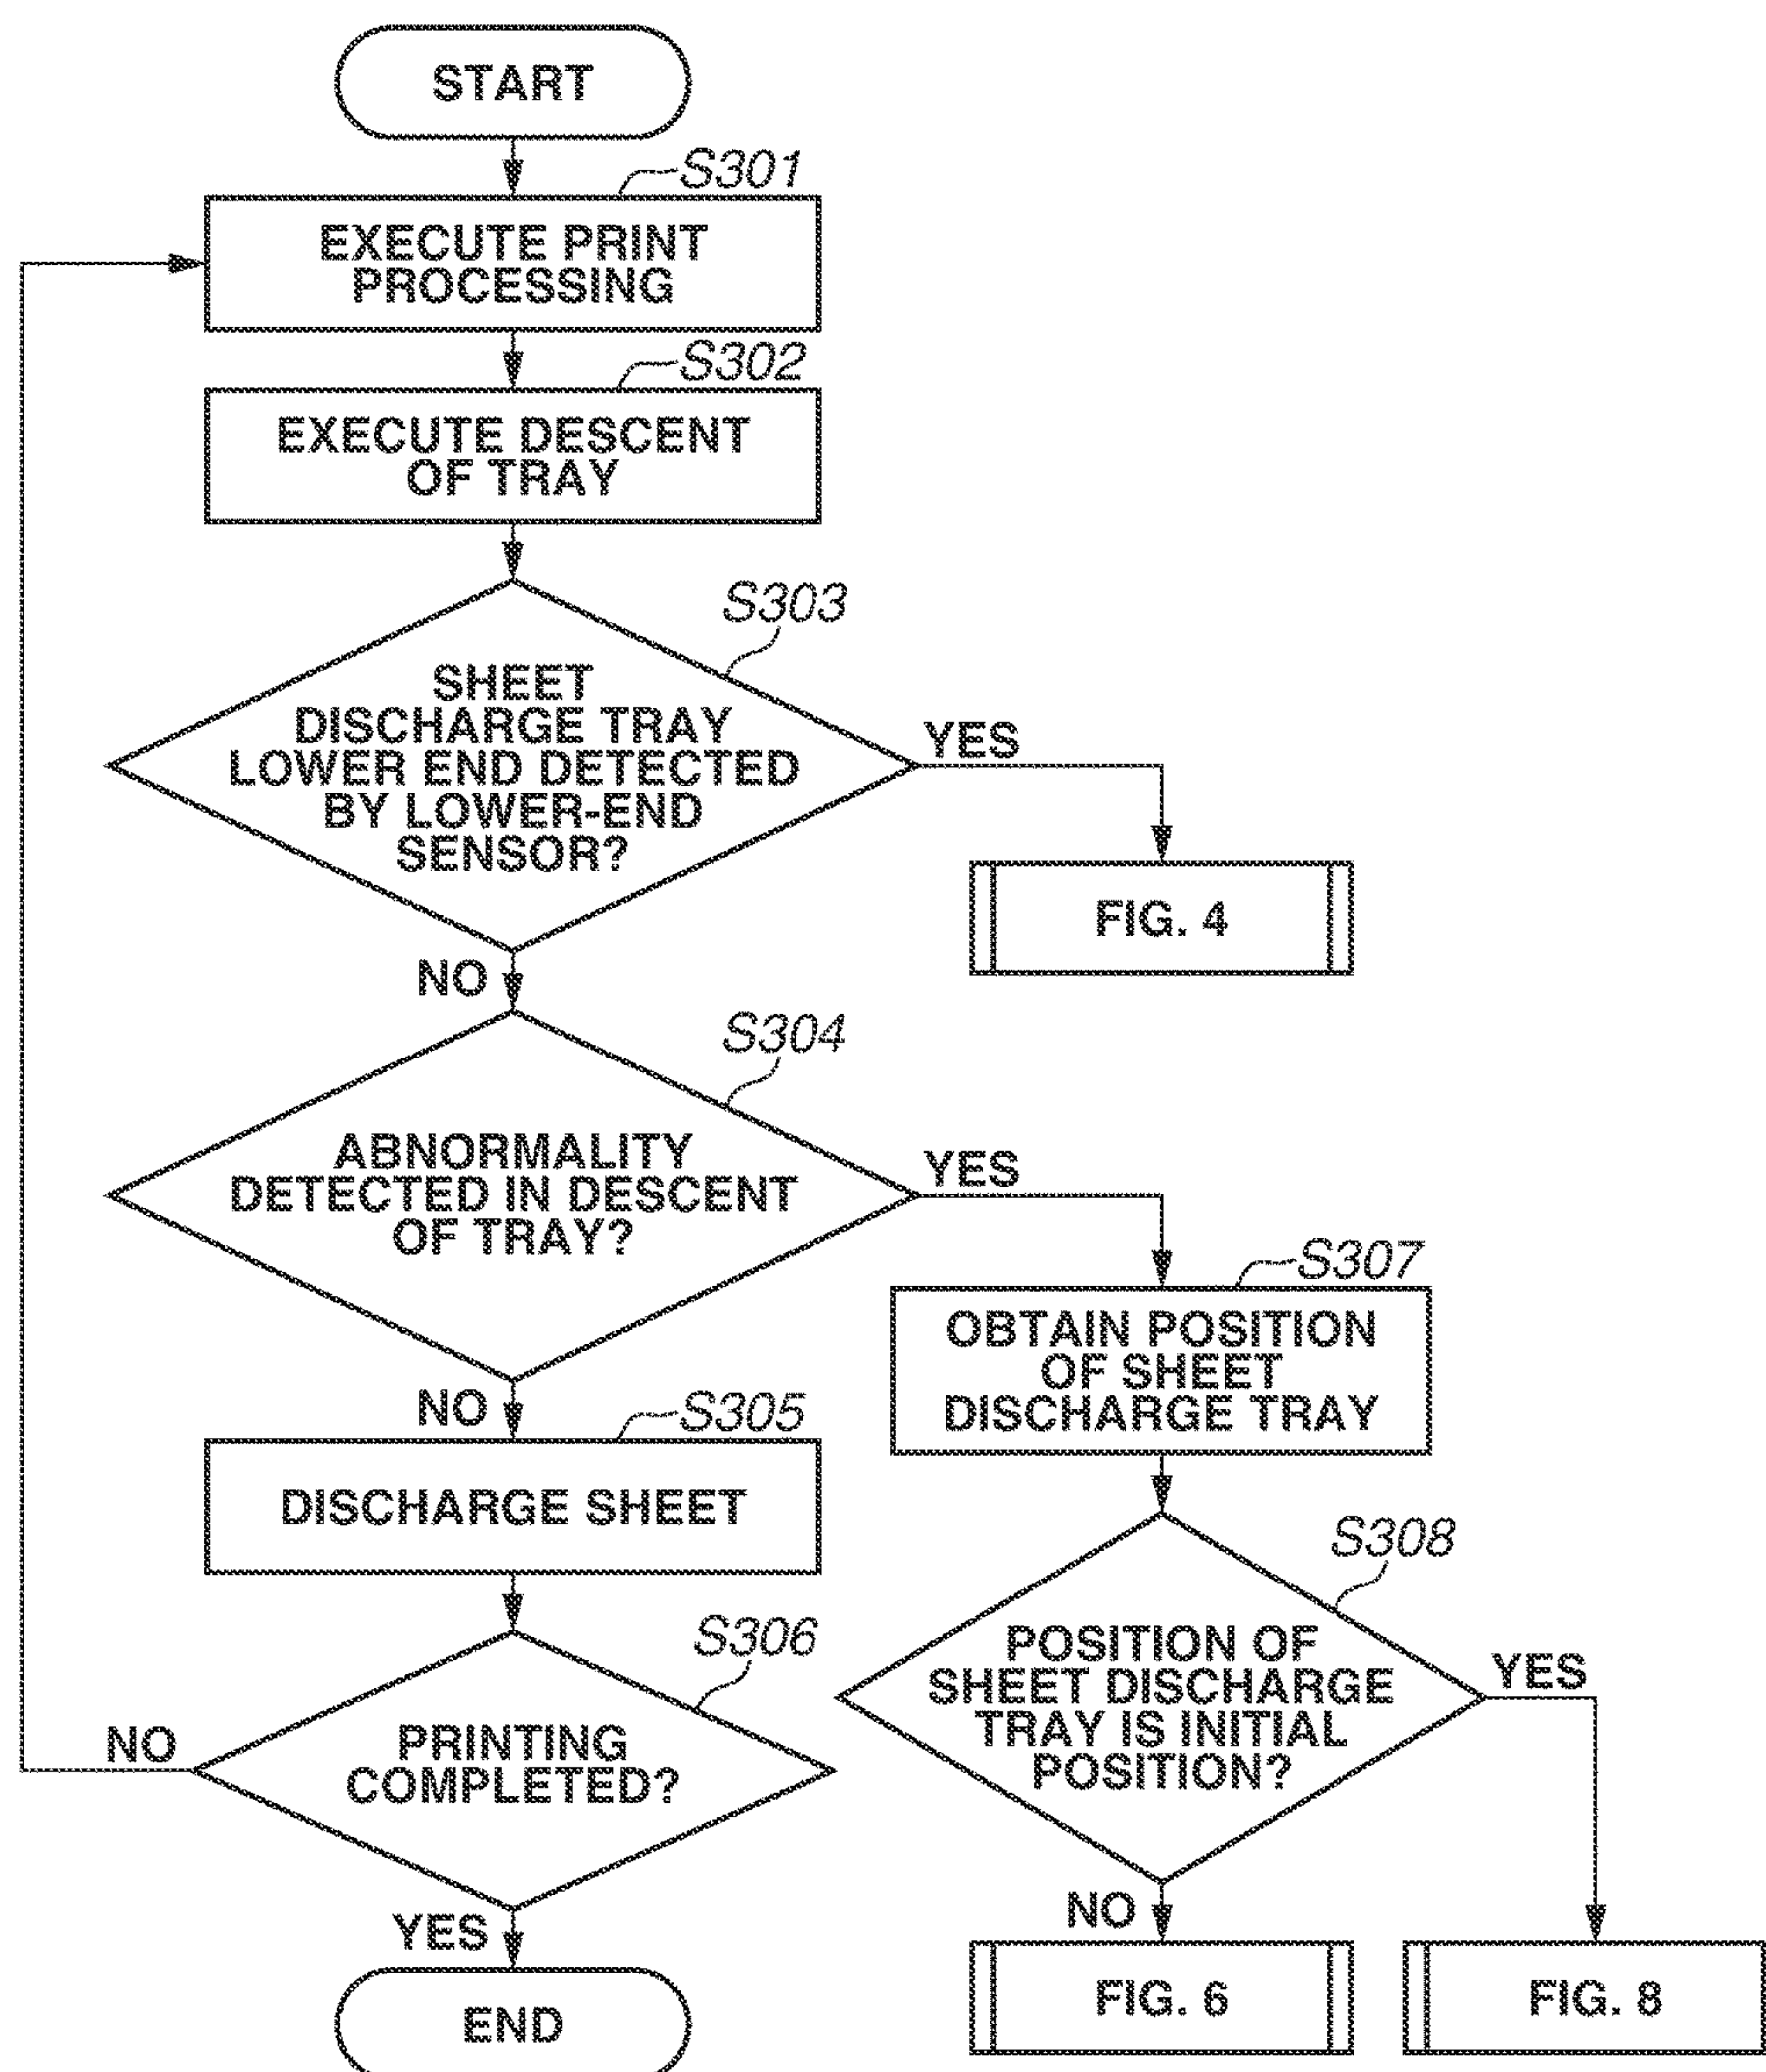 START
S301
EXECUTE PRINT
PROCESSING
S302
EXECUTE DESCENT
OF TRAY
S303
SHEET
DISCHARGE TRAY
LOWER END DETECTED
BY LOWER-END
SENSOR?
YES
FIG. 4
NO
S304
ABNORMALITY
DETECTED IN DESCENT
OF TRAY?
YES
S307
OBTAIN POSITION
OF SHEET
DISCHARGE TRAY
NO
S305
DISCHARGE SHEET
S308
POSITION OF
SHEET DISCHARGE
TRAY IS INITIAL
POSITION?
YES
S306
PRINTING
COMPLETED?
NO
YES
END
NO
FIG. 6
FIG. 8